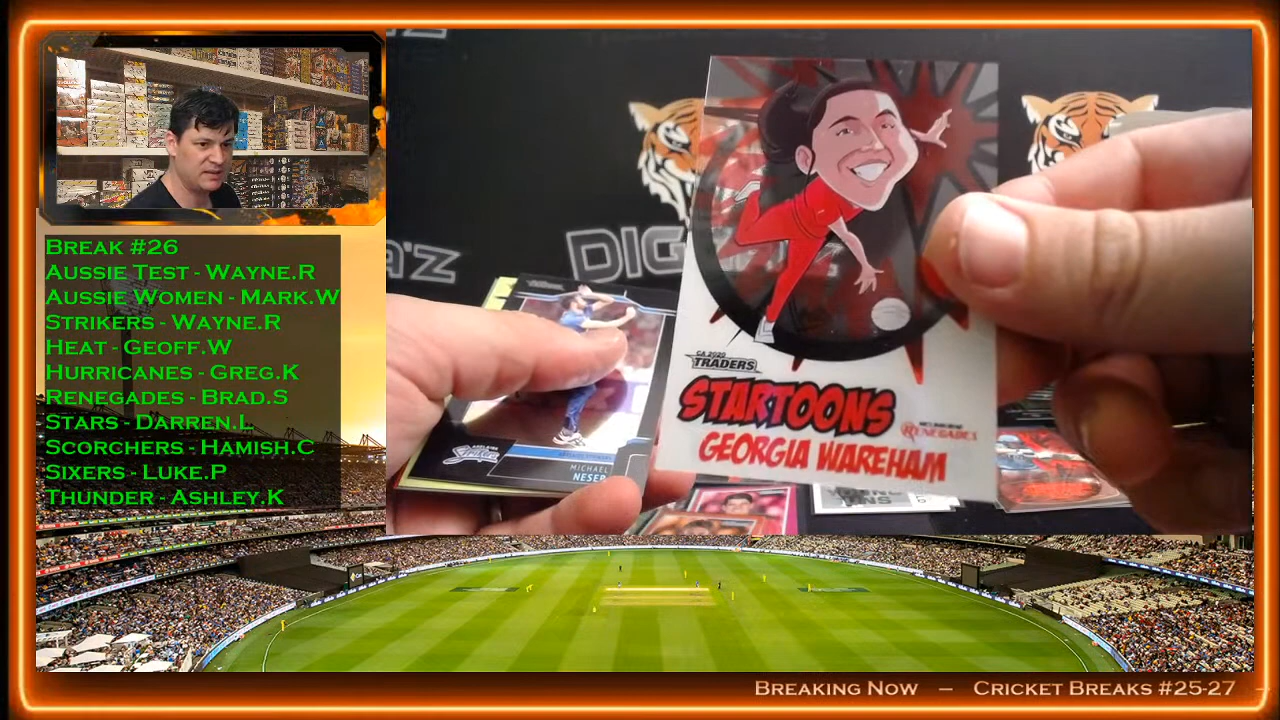 Break #26
Aussie Test - Wayne.R
Aussie Women - Mark.W
Strikers - Wayne.R
Heat - Geoff.W
Hurricanes - Greg.K
Renegades - Brad.S
Stars - Darren.L
Scorchers - Hamish.C
Sixers - Luke.P
Thunder - Ashley.K
CA 2020
TRADERS
STARTOONS
MELBOURNE
RENEGADES
GEORGIA WAREHAM
ADELAIDE
MICHAEL
NESER
Breaking Now – Cricket Breaks #25-27 –